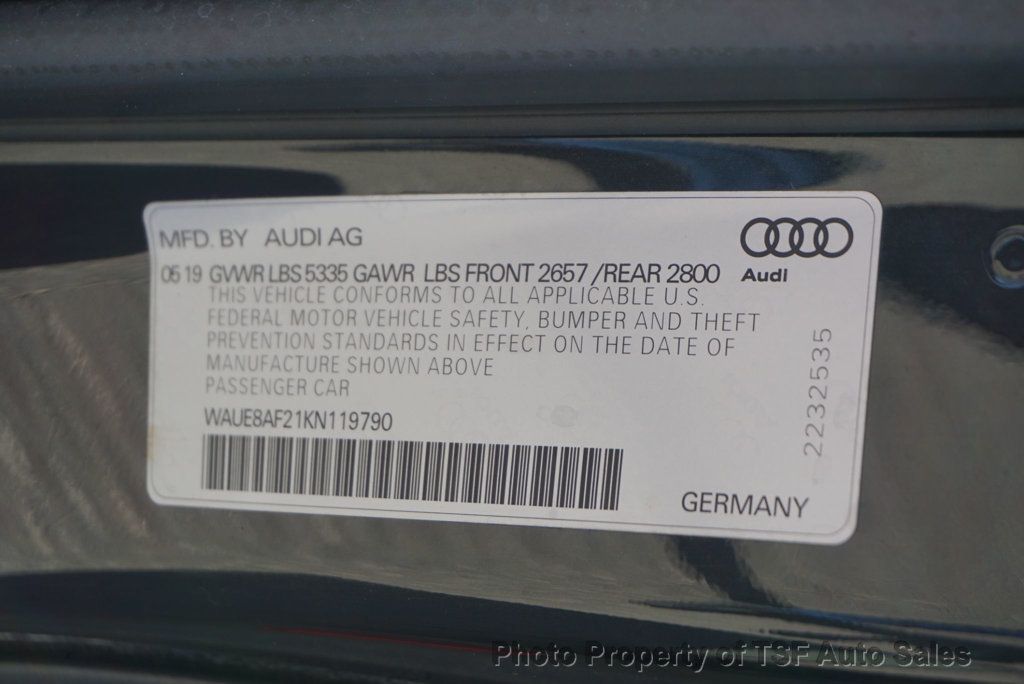 MFD. BY AUDI AG
05 19 GVWR LBS 5335 GAWR LBS FRONT 2657 /REAR 2800
Audi
THIS VEHICLE CONFORMS TO ALL APPLICABLE U.S.
FEDERAL MOTOR VEHICLE SAFETY, BUMPER AND THEFT
PREVENTION STANDARDS IN EFFECT ON THE DATE OF
MANUFACTURE SHOWN ABOVE
PASSENGER CAR
WAUE8AF21KN119790
2232535
GERMANY
Photo Property of TSF Auto Sales